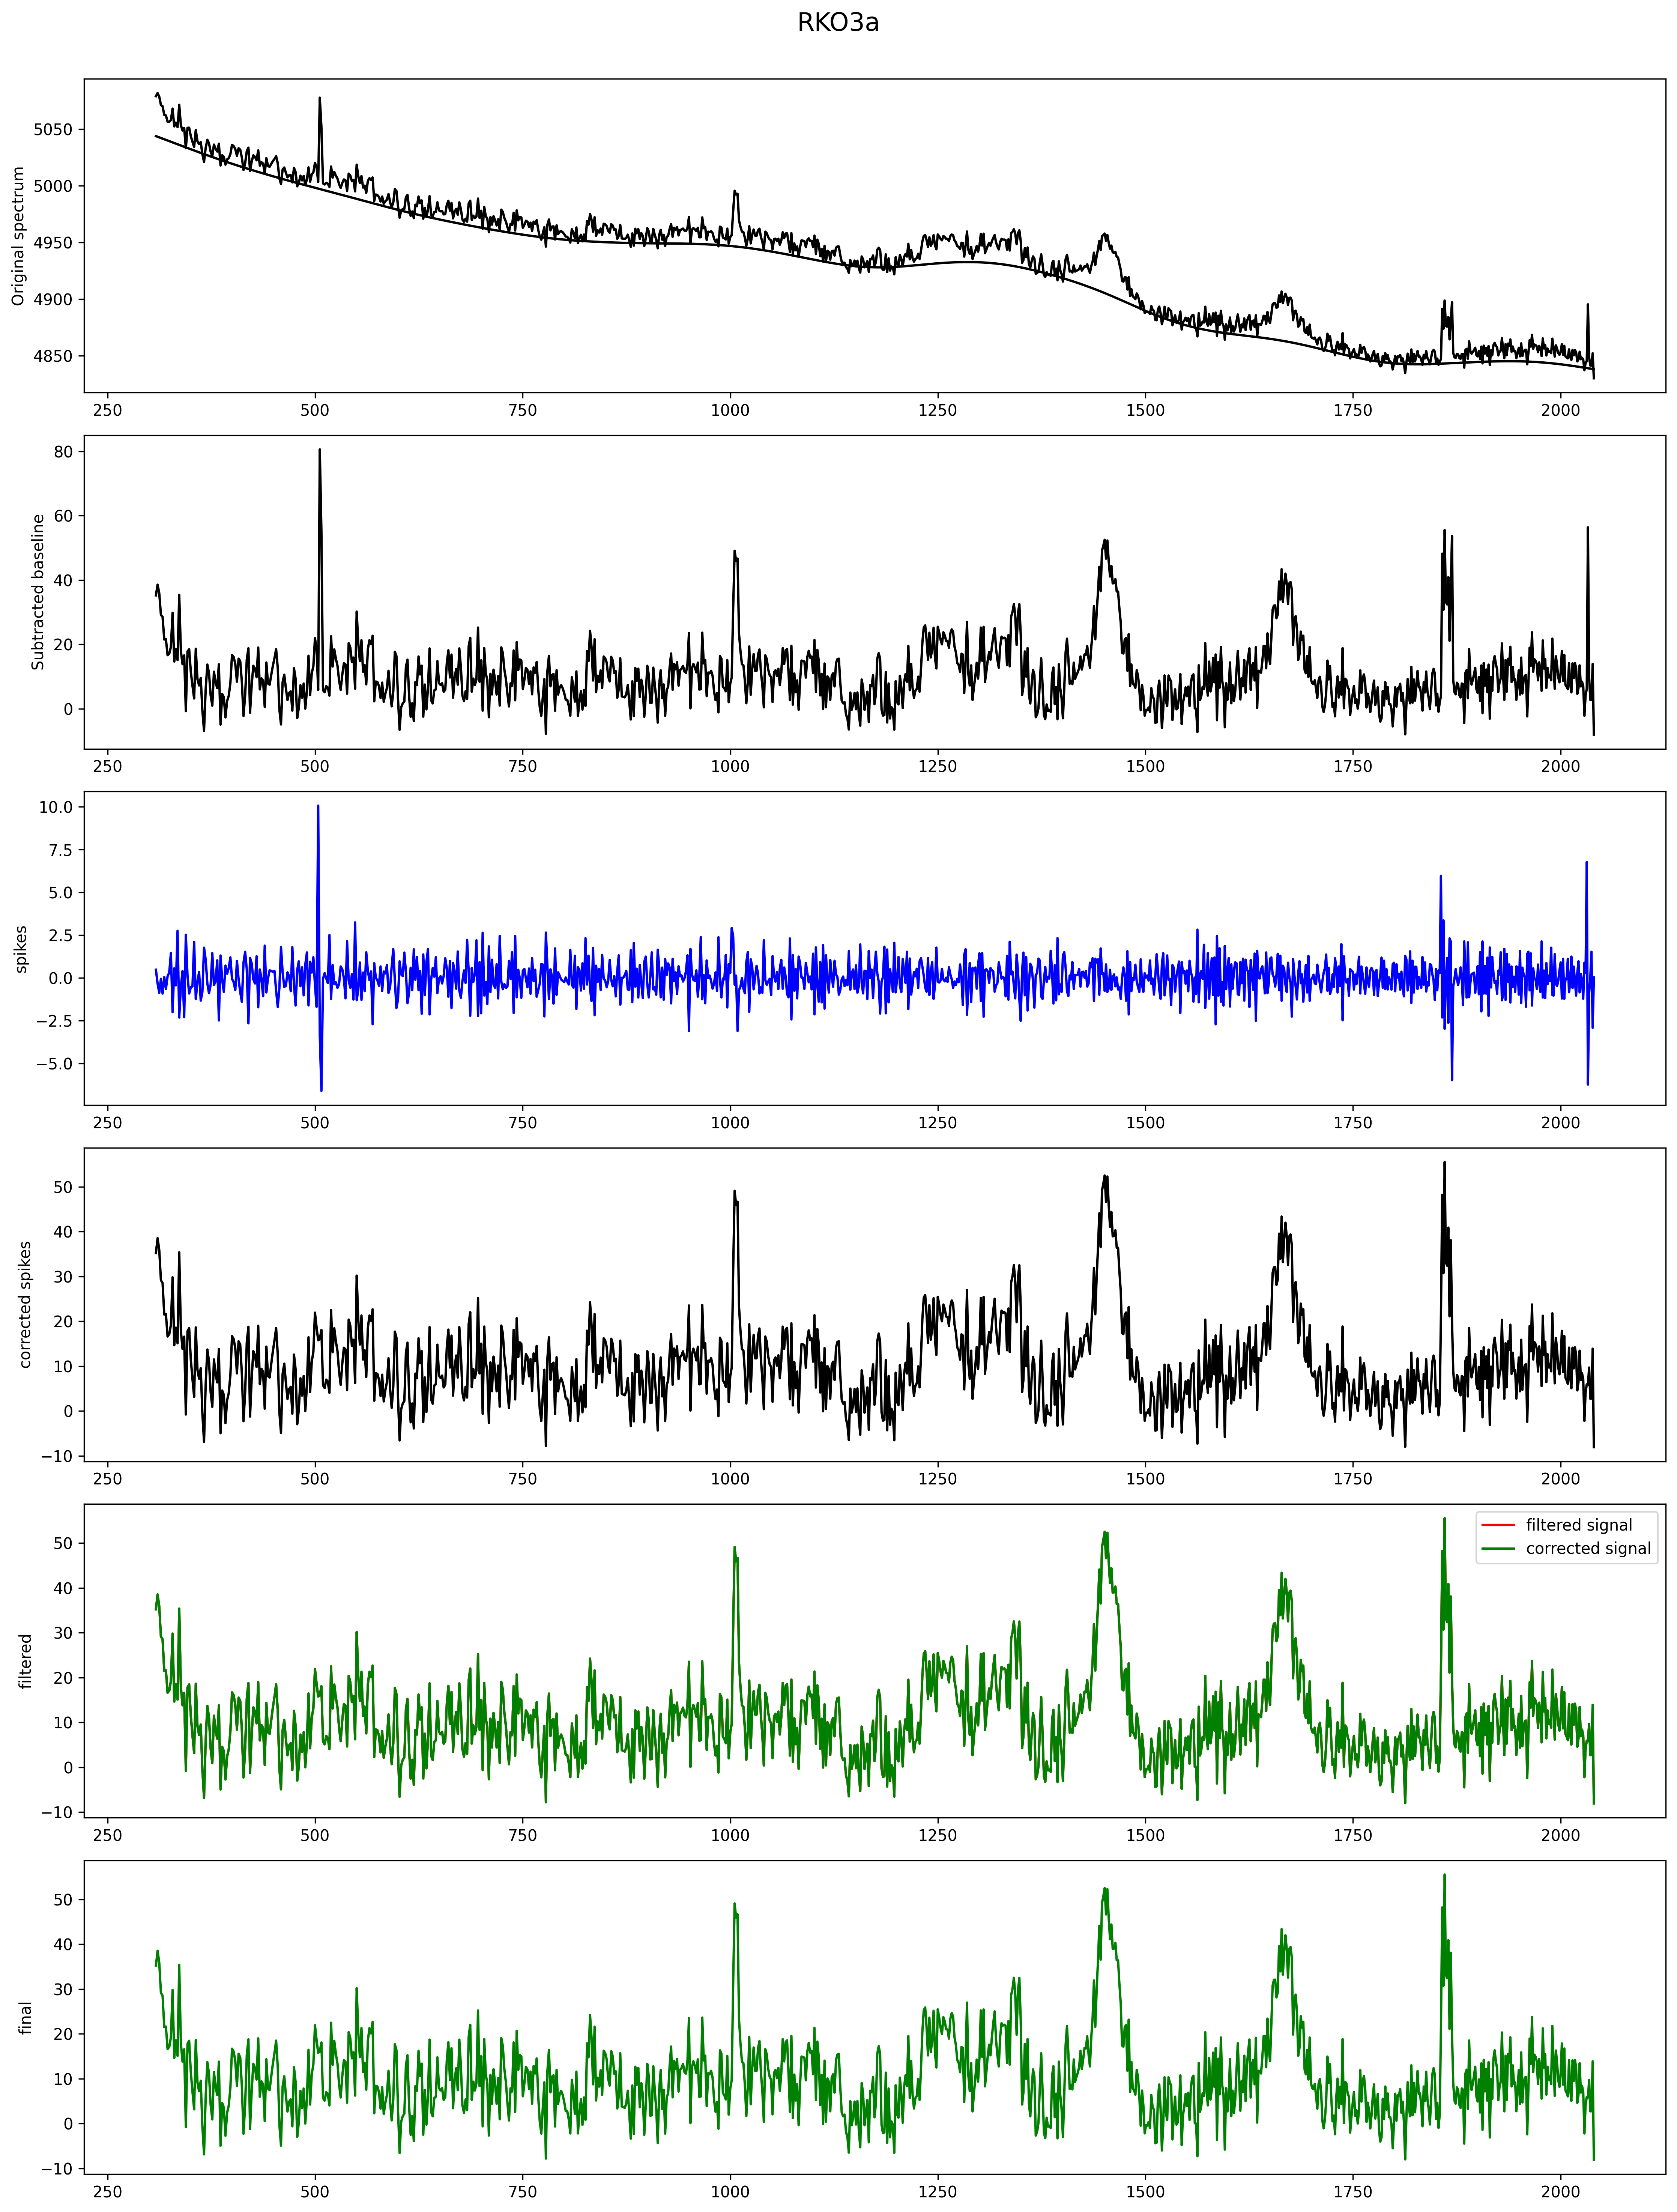 RKO3a
Original spectrum
5050
5000
4950
4900
4850
250 500 750 1000 1250 1500 1750 2000
Subtracted baseline
80
60
40
20
0
250 500 750 1000 1250 1500 1750 2000
spikes
10.0
7.5
5.0
2.5
0.0
−2.5
−5.0
250 500 750 1000 1250 1500 1750 2000
corrected spikes
50
40
30
20
10
0
−10
250 500 750 1000 1250 1500 1750 2000
filtered
50
40
30
20
10
0
−10
filtered signal
corrected signal
250 500 750 1000 1250 1500 1750 2000
final
50
40
30
20
10
0
−10
250 500 750 1000 1250 1500 1750 2000